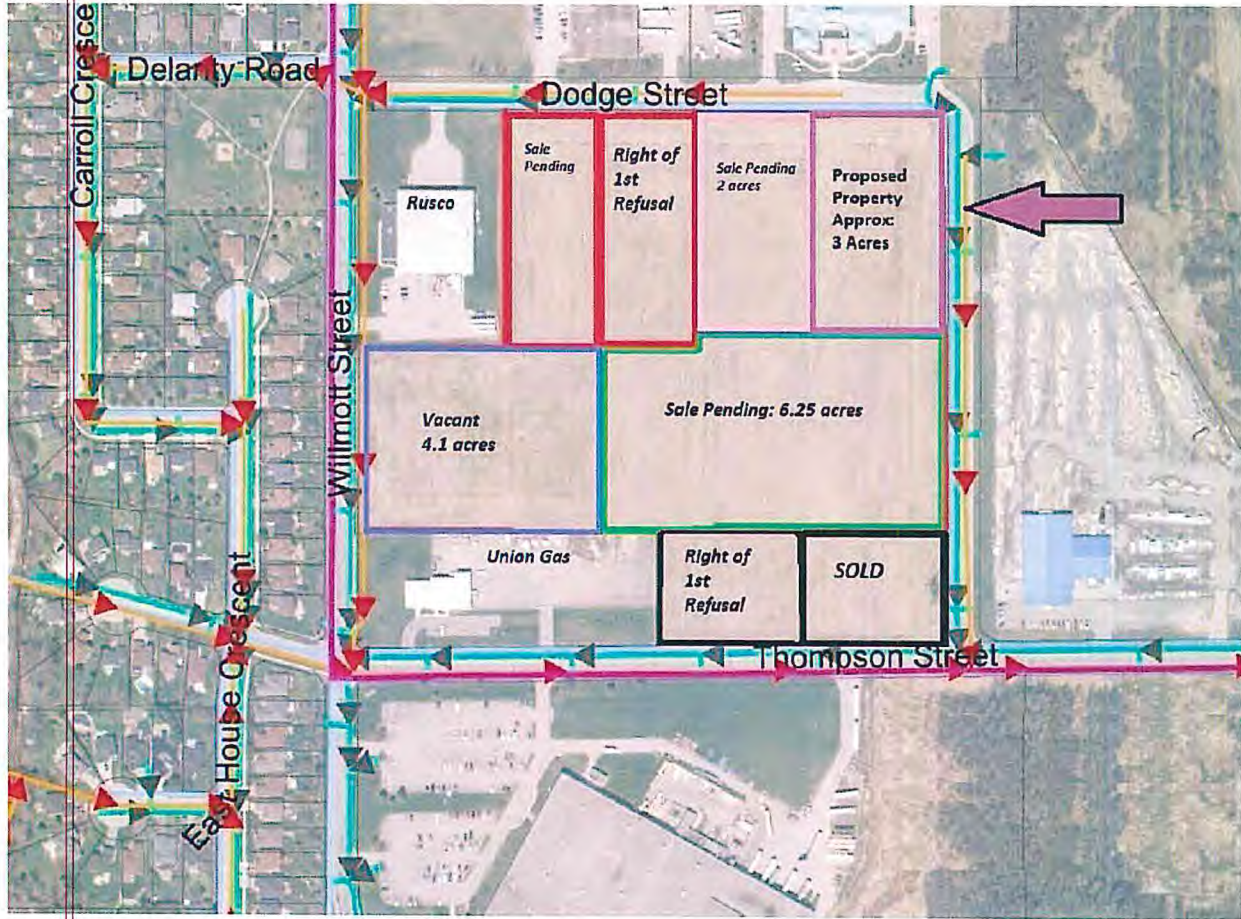 Carroll Cresce
Delanty Road
Dodge Street
Rusco
Sale
Pending
Right of
1st
Refusal
Sale Pending
2 acres
Proposed
Property
Approx:
3 Acres
Willmott Street
Vacant
4.1 acres
Sale Pending: 6.25 acres
Union Gas
Right of
1st
Refusal
SOLD
Thompson Street
East House Crescent